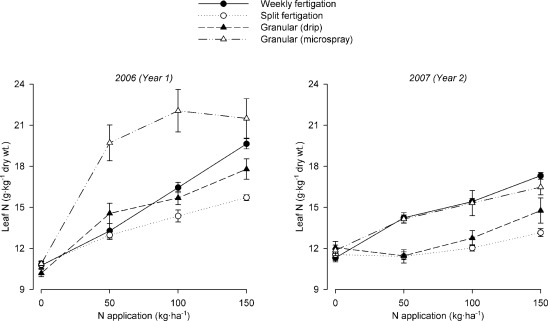 Weekly fertigation
Split fertigation
Granular (drip)
Granular (microspray)
2006 (Year 1)
2007 (Year 2)
24
21
18
15
12
9
Leaf N (g·kg⁻¹ dry wt.)
0 50 100 150
N application (kg·ha⁻¹)
24
21
18
15
12
9
Leaf N (g·kg⁻¹ dry wt.)
0 50 100 150
N application (kg·ha⁻¹)